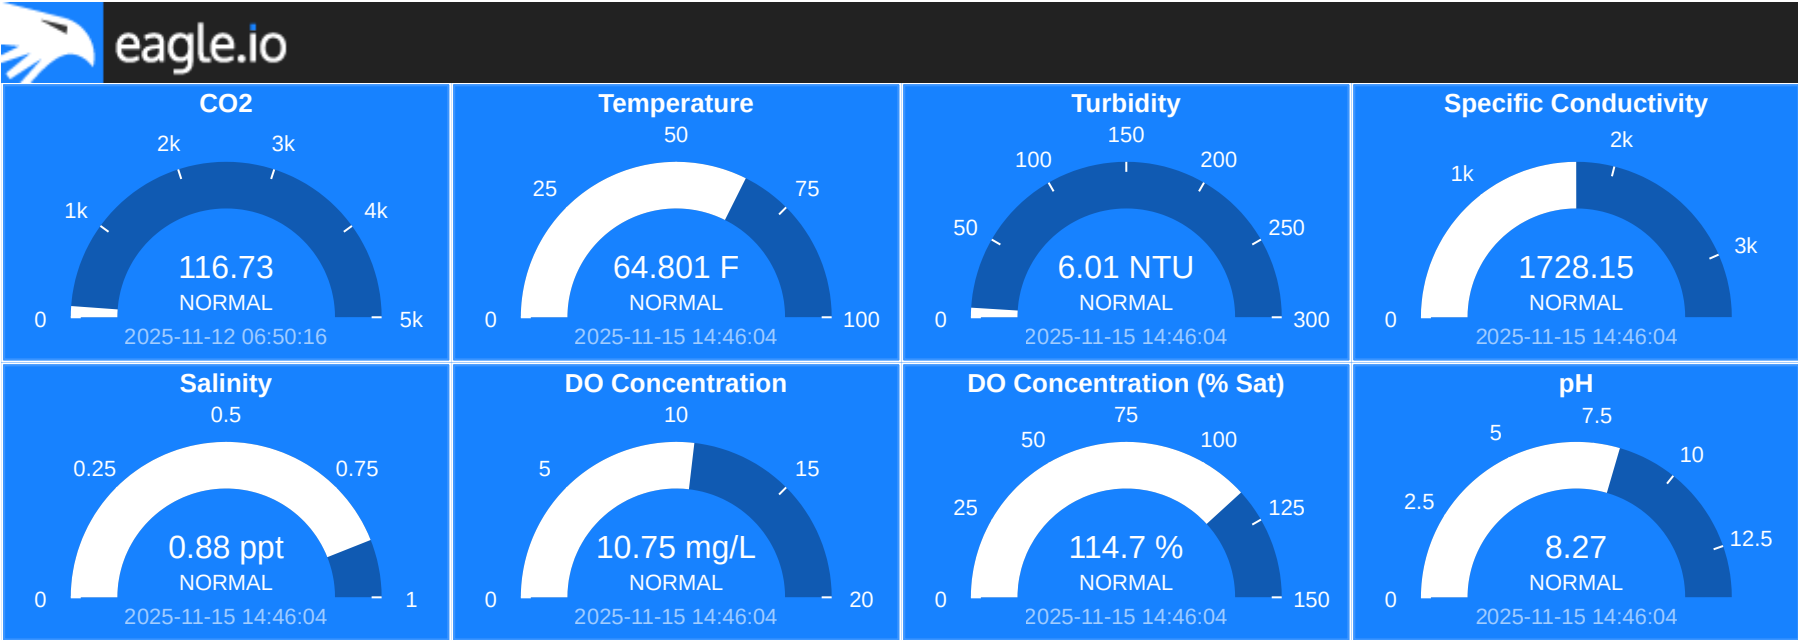 eagle.io
CO2
2k 3k
1k 4k
116.73
NORMAL
0 5k
2025-11-12 06:50:16
Temperature
50
25 75
64.801 F
NORMAL
0 100
2025-11-15 14:46:04
Turbidity
150
100 200
50 250
6.01 NTU
NORMAL
0 300
2025-11-15 14:46:04
Specific Conductivity
2k
1k
3k
1728.15
NORMAL
0
2025-11-15 14:46:04
Salinity
0.5
0.25 0.75
0.88 ppt
NORMAL
0 1
2025-11-15 14:46:04
DO Concentration
10
5 15
10.75 mg/L
NORMAL
0 20
2025-11-15 14:46:04
DO Concentration (% Sat)
75
50 100
25 125
114.7 %
NORMAL
0 150
2025-11-15 14:46:04
pH
7.5
5 10
2.5 12.5
8.27
NORMAL
0
2025-11-15 14:46:04